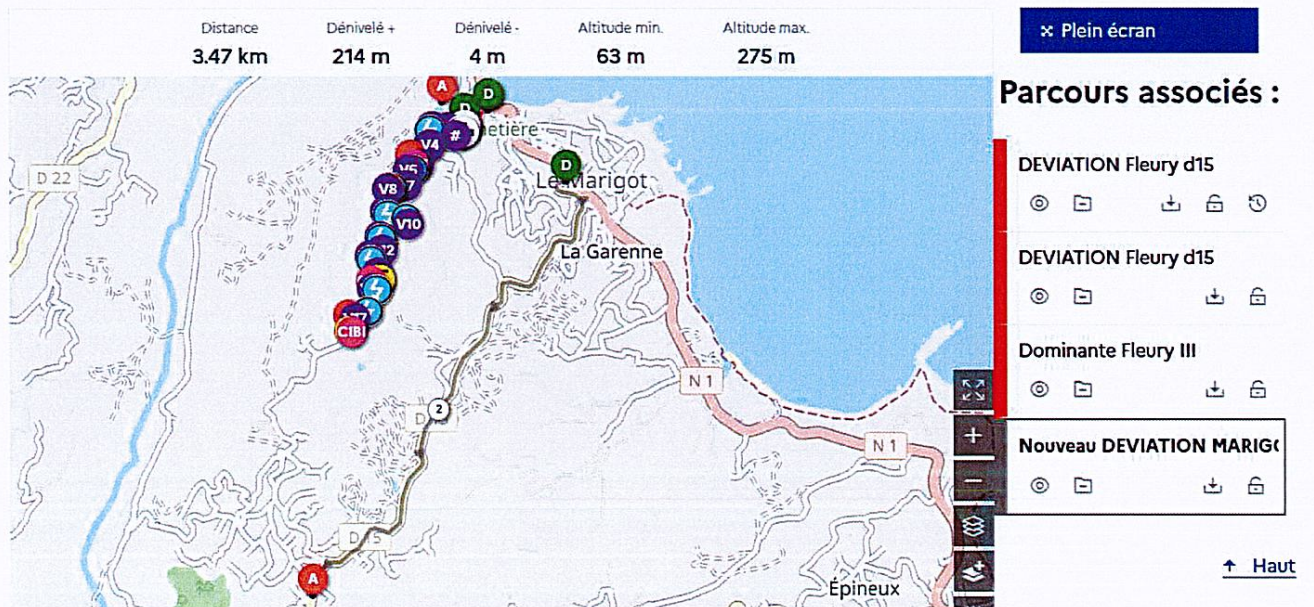 Distance Dénivelé + Dénivelé - Altitude min. Altitude max.
3.47 km 214 m 4 m 63 m 275 m
Plein écran
Parcours associés :
DEVIATION Fleury d15
DEVIATION Fleury d15
Dominante Fleury III
Nouveau DEVIATION MARIG
Haut
A
D
D
#
V4
D 22
D
Le Marigot
V8
V10
La Garenne
CIBI
N 1
2
D
N 1
D 15
A
Épineux